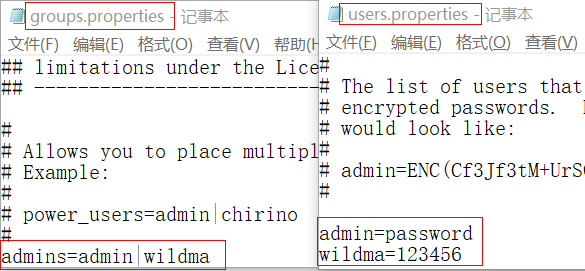 groups.properties - 记事本
文件(F) 编辑(E) 格式(O) 查看(V) 帮助(H)
## limitations under the Lice
## ---------------------------
#
# Allows you to place multipl
# Example:
#
# power_users=admin|chirino
#
admins=admin|wildma
users.properties - 记事本
文件(F) 编辑(E) 格式(O) 查看(V)
#
# The list of users that
# encrypted passwords.
# would look like:
#
# admin=ENC(Cf3Jf3tM+UrS
#
admin=password
wildma=123456